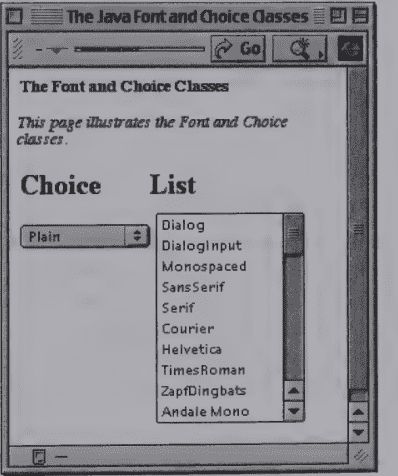 The Java Font and Choice Classes
Go
The Font and Choice Classes
This page illustrates the Font and Choice
classes.
Choice List
Plain
Dialog
DialogInput
Monospaced
SansSerif
Serif
Courier
Helvetica
TimesRoman
ZapfDingbats
Andale Mono